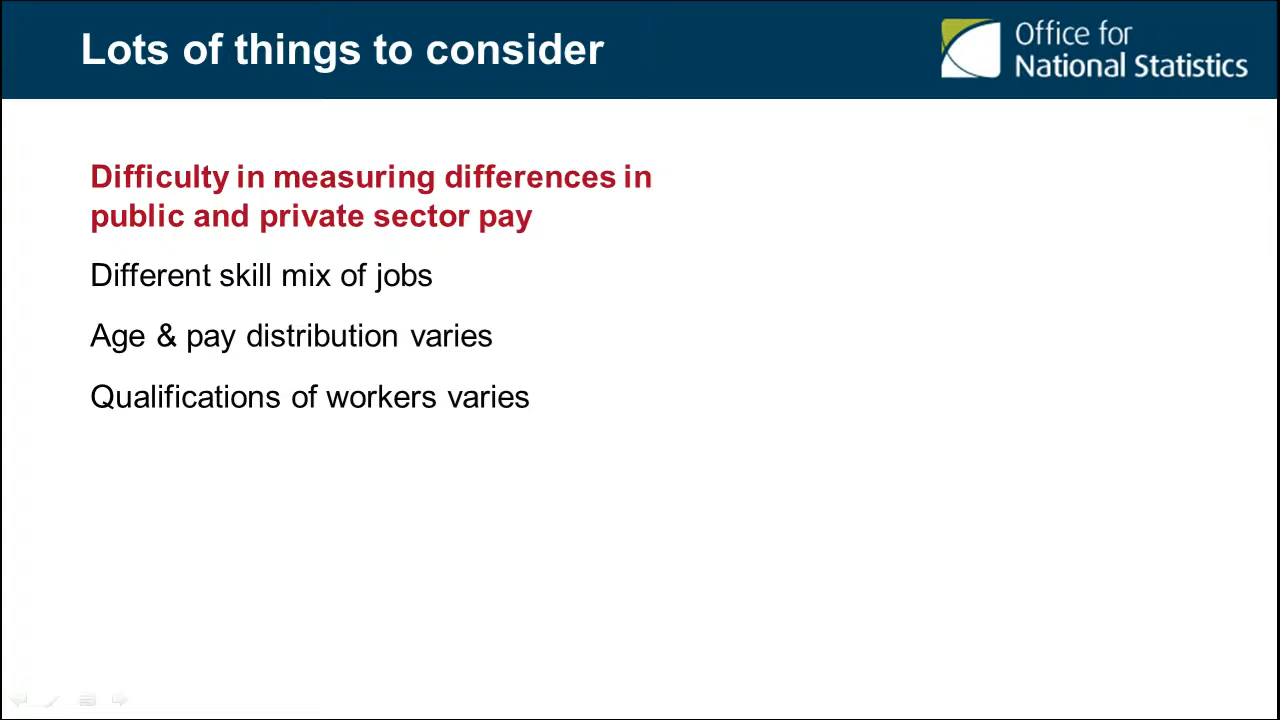 Lots of things to consider
Office for
National Statistics
Difficulty in measuring differences in
public and private sector pay
Different skill mix of jobs
Age & pay distribution varies
Qualifications of workers varies